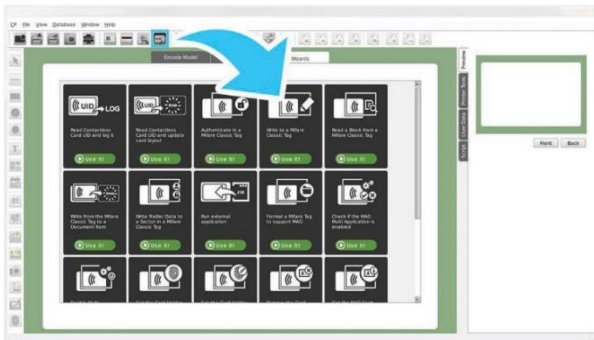 CF File View Database Window Help
Encode Model
Wizards
UID
LOG
Read Contactless
Card UID and log it
Use it!
UID
Read Contactless
Card UID and update
card layout
Use it!
Authenticate in a
Mifare Classic Tag
Use it!
Write to a Mifare
Classic Tag
Use it!
Read a Block from a
Mifare Classic Tag
Use it!
Write from the Mifare
Classic Tag to a
Document Item
Use it!
Write Trailer Data to
a Sector in a Mifare
Classic Tag
Use it!
Run external
application
Use it!
Format a Mifare Tag
to support MAD
Use it!
Check if the MAD
Multi Application is
enabled
Use it!
Preview
Printer Tools
User Data
Script
Print
Back